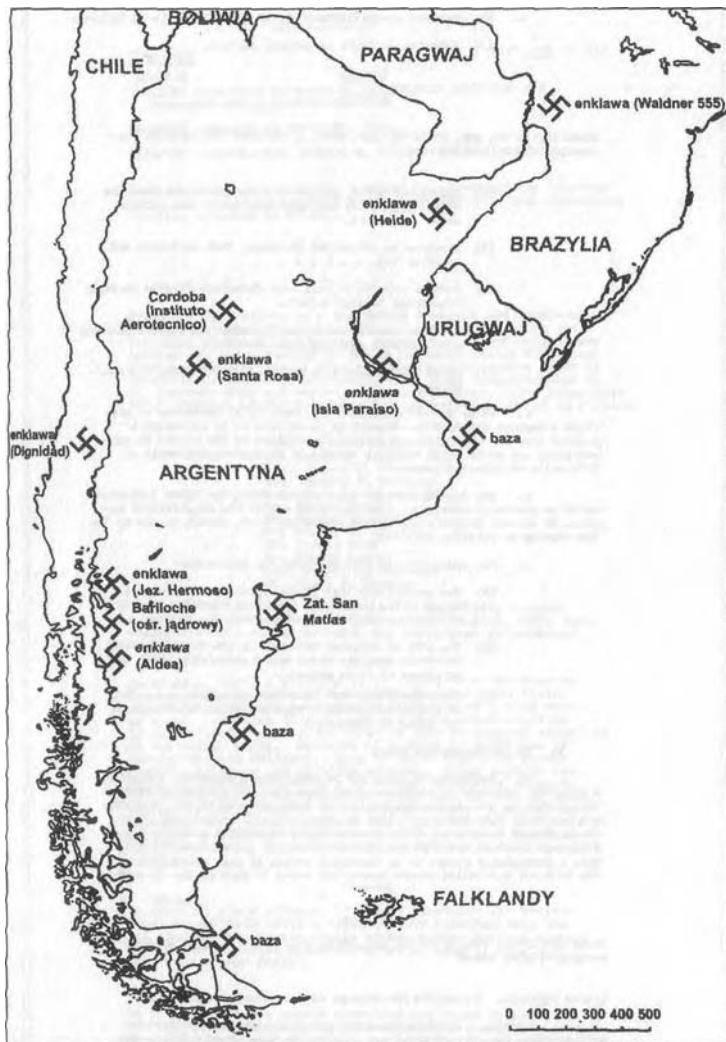 BOLIWIA
CHILE
PARAGWAJ
enklawa (Waldner 555)
enklawa
(Heide)
BRAZYLIA
Cordoba
(Instituto
Aerotecnico)
URUGWAJ
enklawa
(Santa Rosa)
enklawa
(Isla Paraiso)
enklawa
(Dignidad)
baza
ARGENTYNA
enklawa
(Jez. Hermoso)
Bariloche
(ośr. jądrowy)
enklawa
(Aldea)
Zat. San
Matias
baza
FALKLANDY
baza
0 100 200 300 400 500